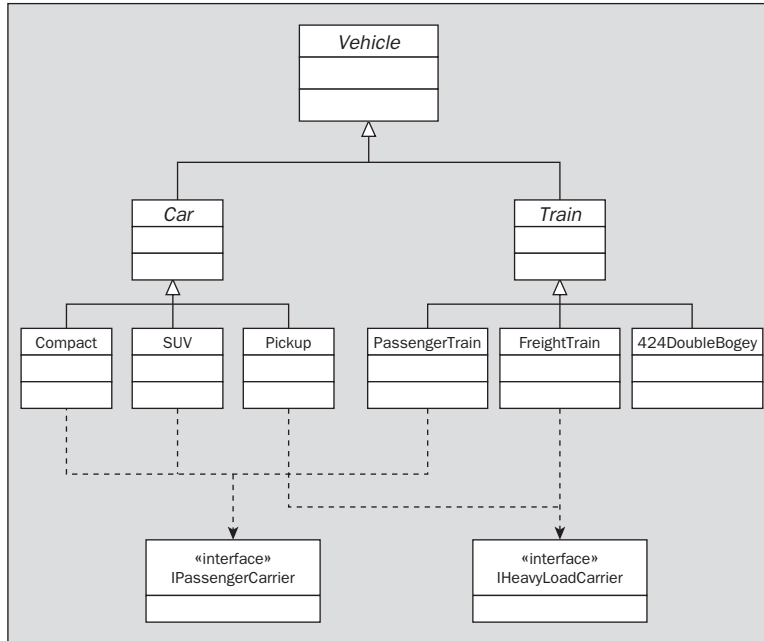 Vehicle
Car
Train
Compact
SUV
Pickup
PassengerTrain
FreightTrain
424DoubleBogey
«interface»
IPassengerCarrier
«interface»
IHeavyLoadCarrier